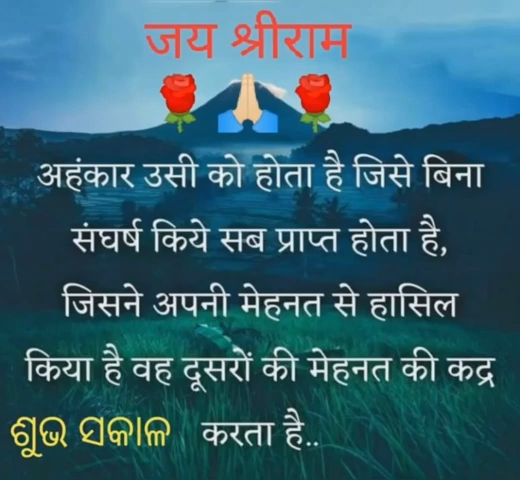 जय श्रीराम
अहंकार उसी को होता है जिसे बिना
संघर्ष किये सब प्राप्त होता है,
जिसने अपनी मेहनत से हासिल
किया है वह दूसरों की मेहनत की कद्र
ଶୁଭ ସକାଳ करता है..